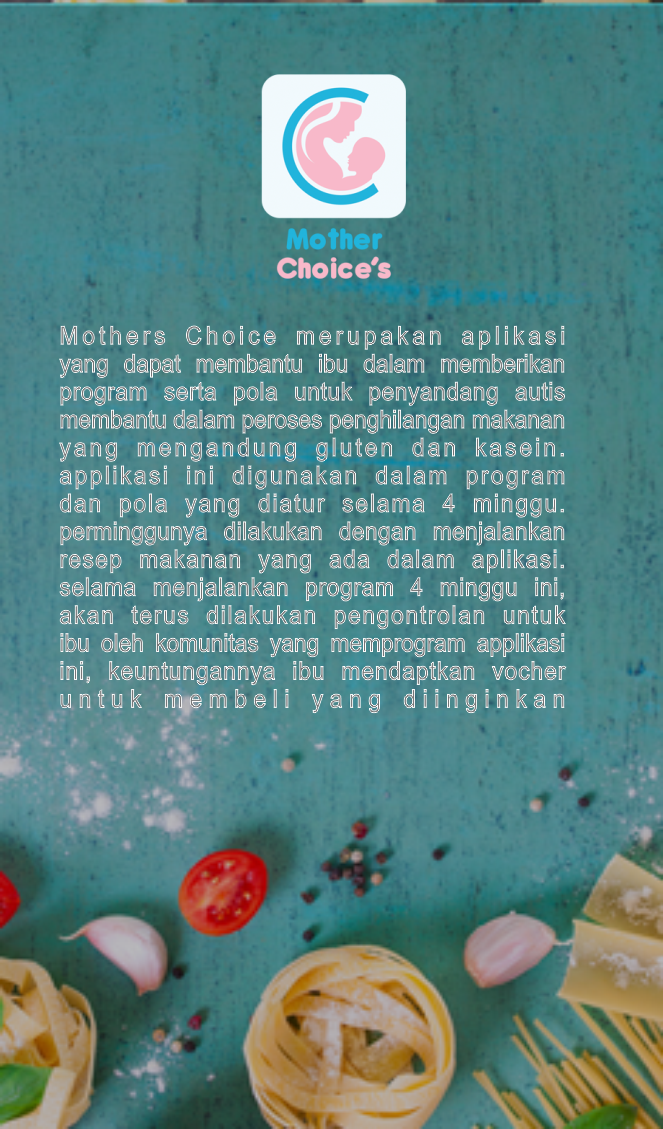 Mother
Choice's
Mothers Choice merupakan aplikasi
yang dapat membantu ibu dalam memberikan
program serta pola untuk penyandang autis
membantu dalam peroses penghilangan makanan
yang mengandung gluten dan kasein.
applikasi ini digunakan dalam program
dan pola yang diatur selama 4 minggu.
perminggunya dilakukan dengan menjalankan
resep makanan yang ada dalam aplikasi.
selama menjalankan program 4 minggu ini,
akan terus dilakukan pengontrolan untuk
ibu oleh komunitas yang memprogram applikasi
ini, keuntungannya ibu mendaptkan vocher
untuk membeli yang diinginkan